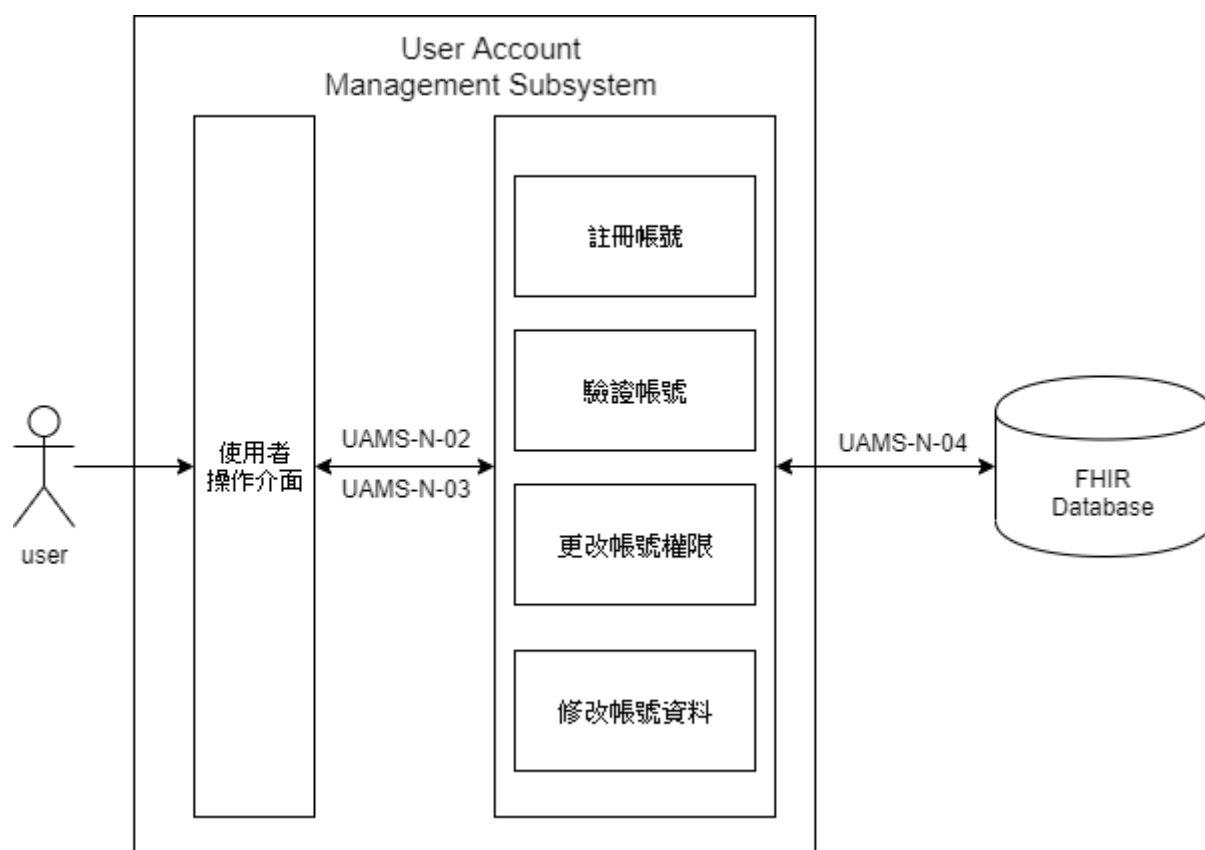 User Account
Management Subsystem
註冊帳號
驗證帳號
使用者
操作介面
UAMS-N-02
UAMS-N-03
更改帳號權限
修改帳號資料
UAMS-N-04
FHIR
Database
user